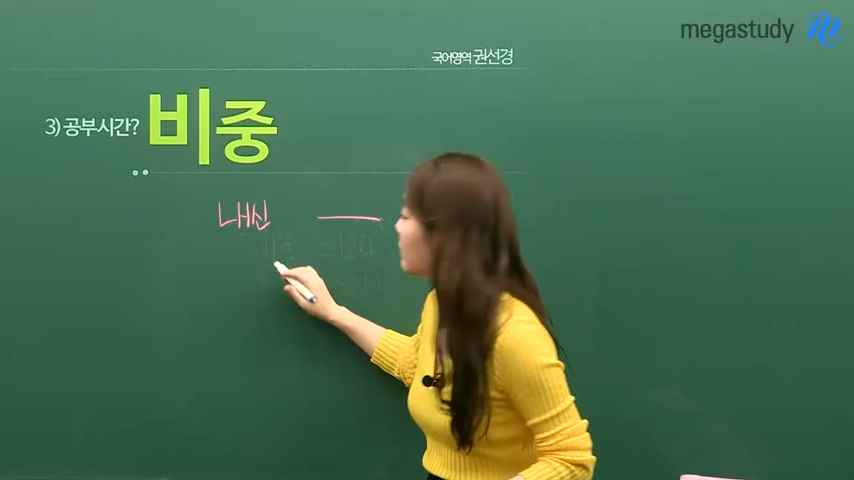 megastudy
국어영역 권선경
3) 공부시간? 비중
내신